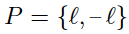 P = {ℓ, −ℓ}